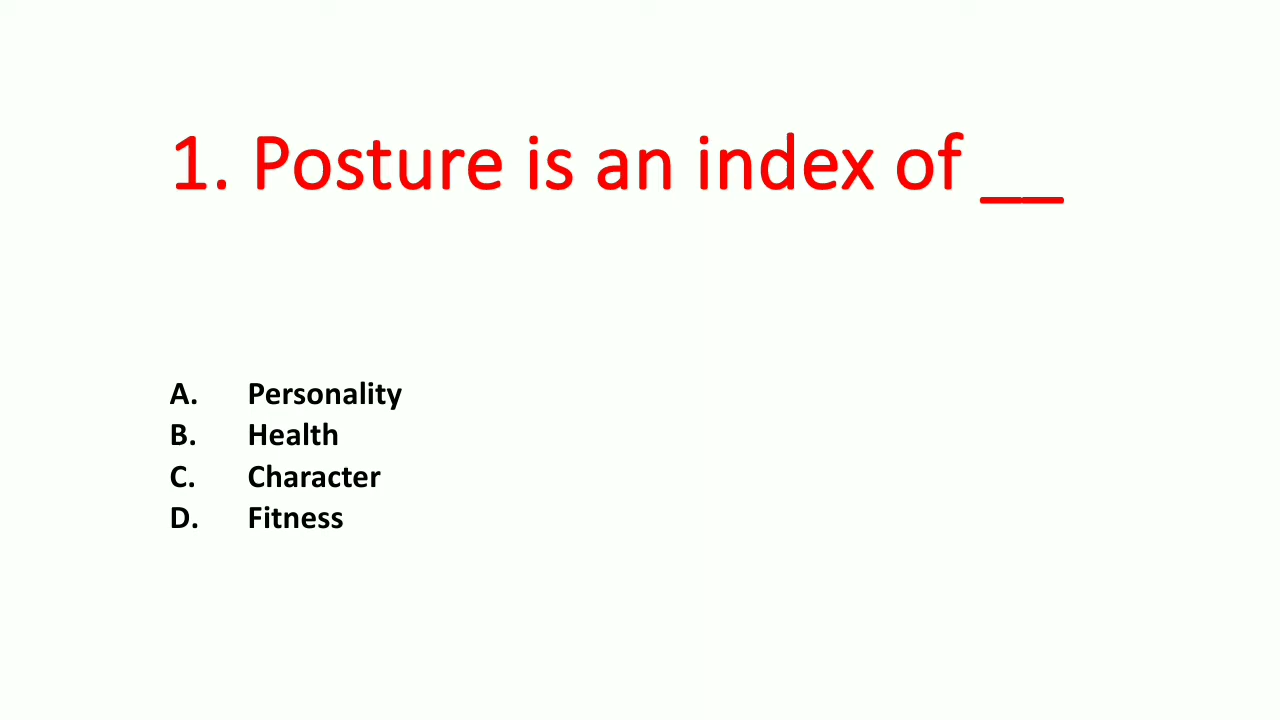 1. Posture is an index of __
A. Personality
B. Health
C. Character
D. Fitness